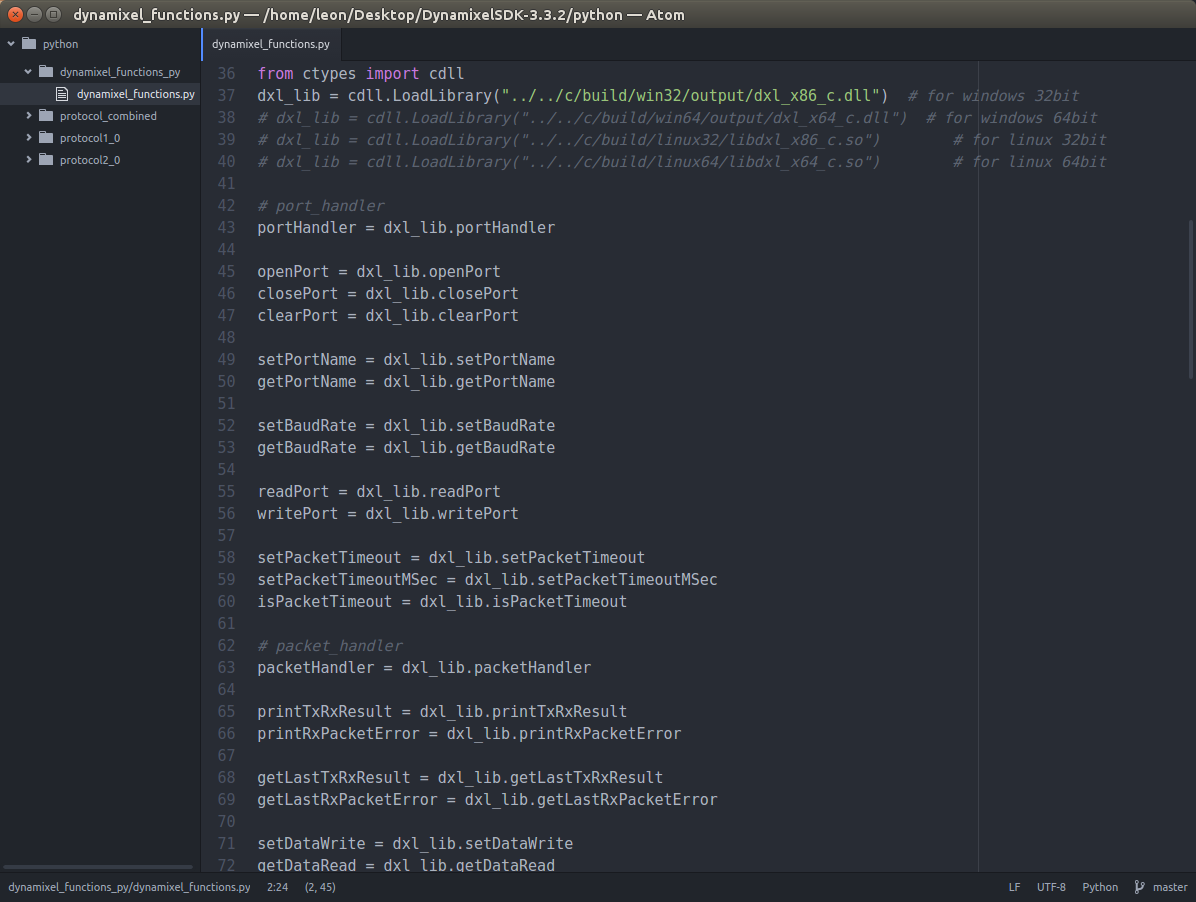 dynamixel_functions.py — /home/leon/Desktop/DynamixelSDK-3.3.2/python — Atom
python
dynamixel_functions_py
dynamixel_functions.py
protocol_combined
protocol1_0
protocol2_0
dynamixel_functions.py
36 from ctypes import cdll
37 dxl_lib = cdll.LoadLibrary("../../c/build/win32/output/dxl_x86_c.dll")  # for windows 32bit
38 # dxl_lib = cdll.LoadLibrary("../../c/build/win64/output/dxl_x64_c.dll")  # for windows 64bit
39 # dxl_lib = cdll.LoadLibrary("../../c/build/linux32/libdxl_x86_c.so")        # for linux 32bit
40 # dxl_lib = cdll.LoadLibrary("../../c/build/linux64/libdxl_x64_c.so")        # for linux 64bit
41
42 # port_handler
43 portHandler = dxl_lib.portHandler
44
45 openPort = dxl_lib.openPort
46 closePort = dxl_lib.closePort
47 clearPort = dxl_lib.clearPort
48
49 setPortName = dxl_lib.setPortName
50 getPortName = dxl_lib.getPortName
51
52 setBaudRate = dxl_lib.setBaudRate
53 getBaudRate = dxl_lib.getBaudRate
54
55 readPort = dxl_lib.readPort
56 writePort = dxl_lib.writePort
57
58 setPacketTimeout = dxl_lib.setPacketTimeout
59 setPacketTimeoutMSec = dxl_lib.setPacketTimeoutMSec
60 isPacketTimeout = dxl_lib.isPacketTimeout
61
62 # packet_handler
63 packetHandler = dxl_lib.packetHandler
64
65 printTxRxResult = dxl_lib.printTxRxResult
66 printRxPacketError = dxl_lib.printRxPacketError
67
68 getLastTxRxResult = dxl_lib.getLastTxRxResult
69 getLastRxPacketError = dxl_lib.getLastRxPacketError
70
71 setDataWrite = dxl_lib.setDataWrite
72 getDataRead = dxl_lib.getDataRead
dynamixel_functions_py/dynamixel_functions.py 2:24 (2, 45) LF UTF-8 Python master